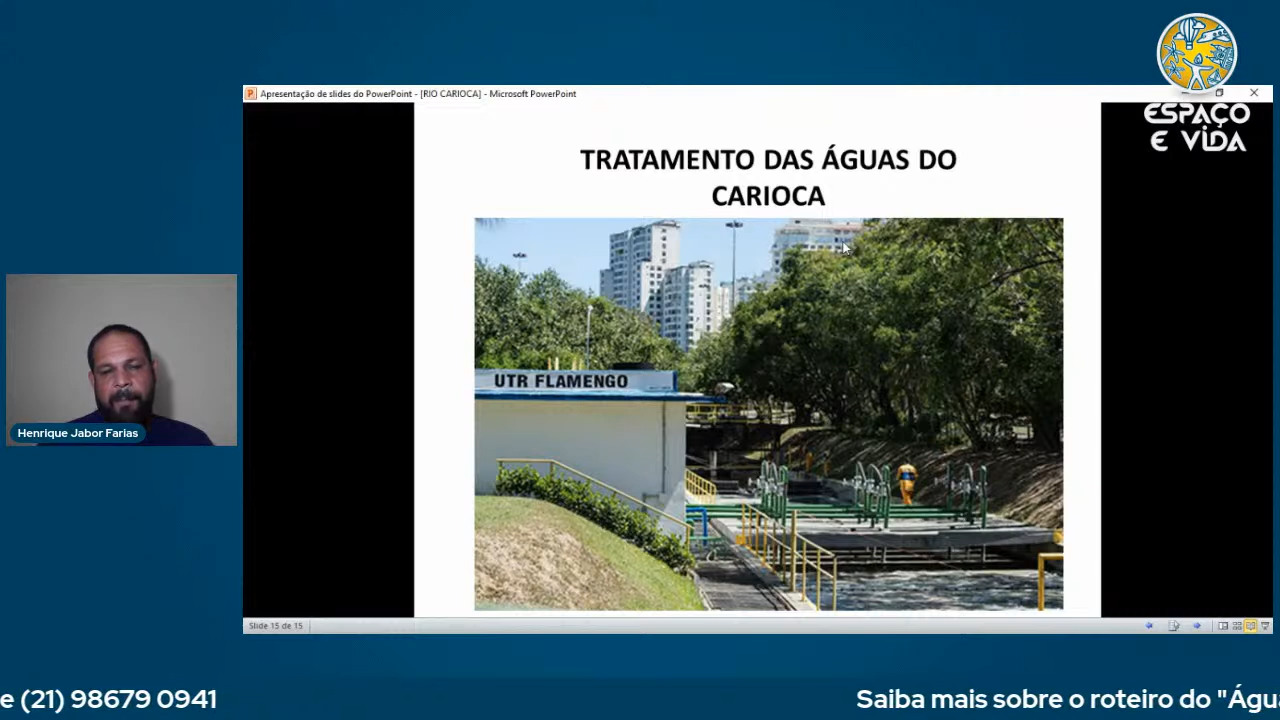 Apresentação de slides do PowerPoint - [RIO CARIOCA] - Microsoft PowerPoint
ESPAÇO
E VIDA
TRATAMENTO DAS ÁGUAS DO
CARIOCA
UTR FLAMENGO
Henrique Jabor Farias
Slide 15 de 15
e (21) 98679 0941
Saiba mais sobre o roteiro do "Águ